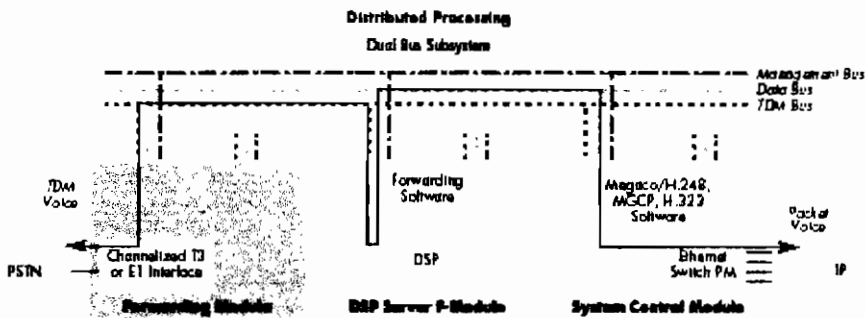 Distributed Processing
Dual Bus Subsystem
Management Bus
Data Bus
TDM Bus
TDM
Voice
Forwarding
Software
Megaco/H.248,
MGCP, H.323
Software
Packet
Voice
PSTN
Channelized T3
or E1 Interface
DSP
Ethernet
Switch PM
IP
Forwarding Module
DSP Server F-Module
System Control Module